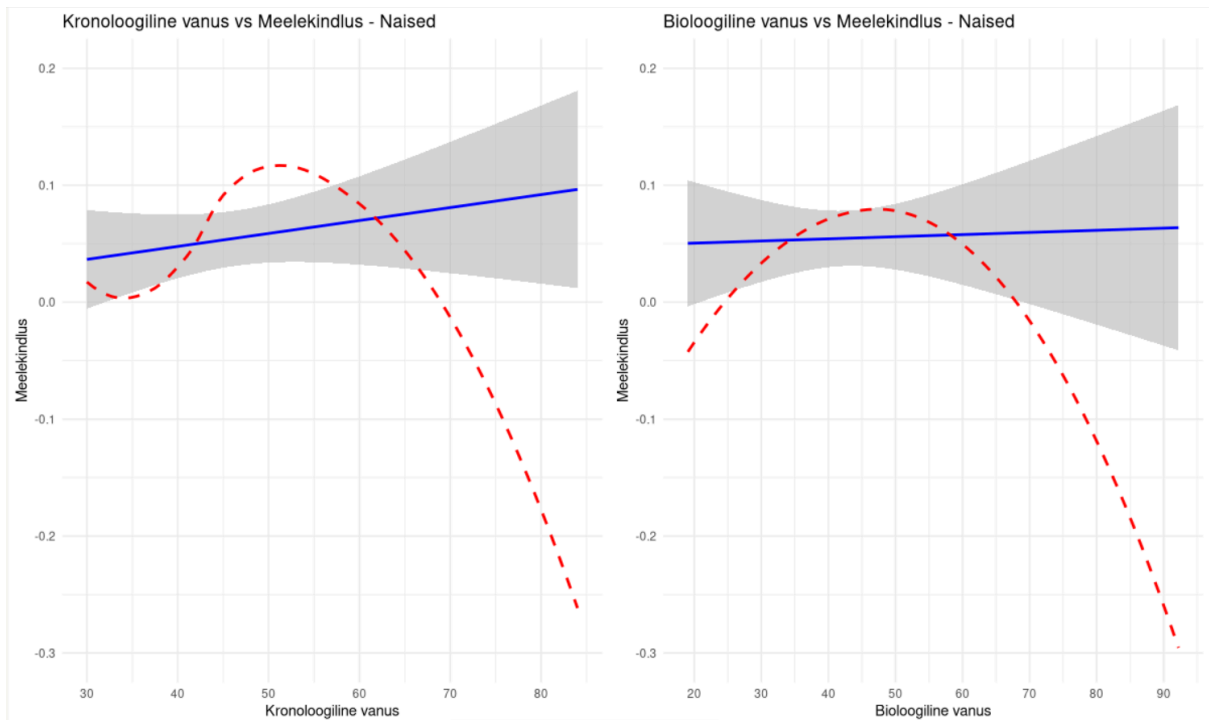 Kronoloogiline vanus vs Meelekindlus - Naised
0.2
0.1
0.0
-0.1
-0.2
-0.3
Meelekindlus
30 40 50 60 70 80
Kronoloogiline vanus
Bioloogiline vanus vs Meelekindlus - Naised
0.2
0.1
0.0
-0.1
-0.2
-0.3
Meelekindlus
20 30 40 50 60 70 80 90
Bioloogiline vanus